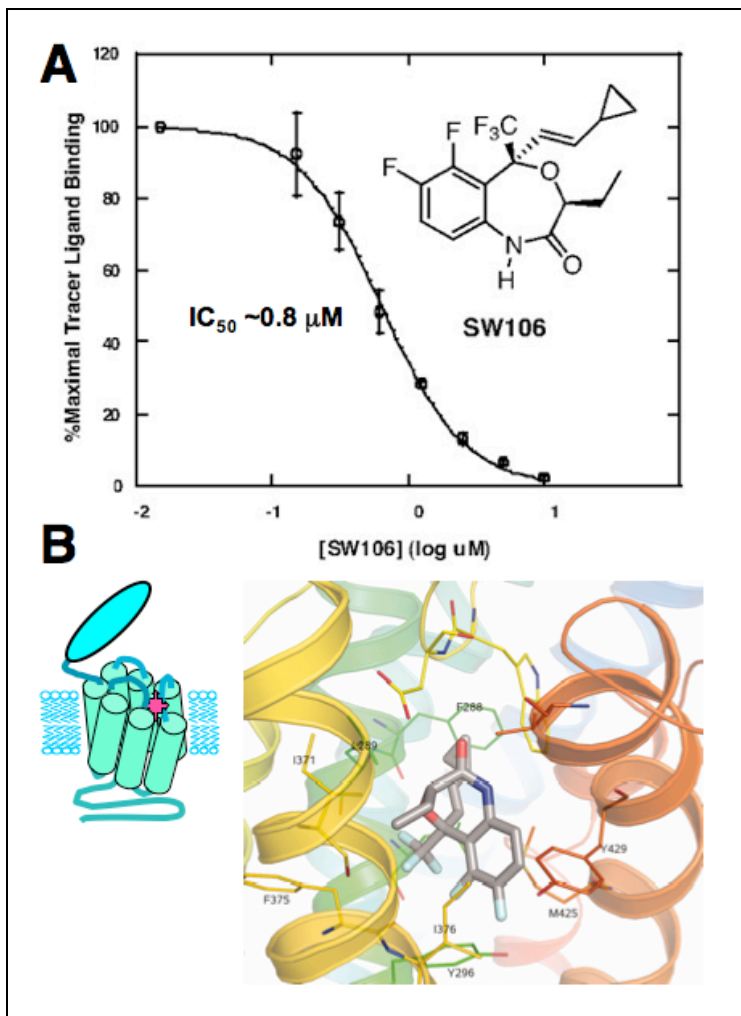 A
120
100
80
60
40
20
0
%Maximal Tracer Ligand Binding
-2
-1
0
1
[SW106] (log uM)
IC50 ~0.8 μM
F3C
F
F
O
N
H
O
SW106
B
F288
I371
Y429
F375
M425
I376
Y296